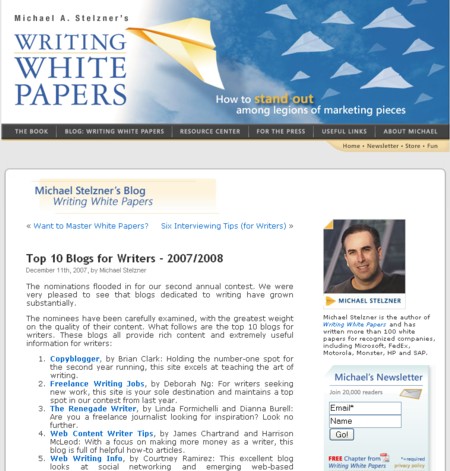 Michael A. Stelzner's
WRITING
WHITE
PAPERS
How to stand out
among legions of marketing pieces
THE BOOK
BLOG: WRITING WHITE PAPERS
RESOURCE CENTER
FOR THE PRESS
USEFUL LINKS
ABOUT MICHAEL
Home • Newsletter • Store • Fun
Michael Stelzner's Blog
Writing White Papers
« Want to Master White Papers?
Six Interviewing Tips (for Writers) »
Top 10 Blogs for Writers - 2007/2008
December 11th, 2007, by Michael Stelzner
The nominations flooded in for our second annual contest. We were
very pleased to see that blogs dedicated to writing have grown
substantially.
The nominees have been carefully examined, with the greatest weight
on the quality of their content. What follows are the top 10 blogs for
writers. These blogs all provide rich content and extremely useful
information for writers:
1. Copyblogger, by Brian Clark: Holding the number-one spot for
the second year running, this site excels at teaching the art of
writing.
2. Freelance Writing Jobs, by Deborah Ng: For writers seeking
new work, this site is your sole destination and maintains a top
spot in our contest from last year.
3. The Renegade Writer, by Linda Formichelli and Dianna Burell:
Are you a freelance journalist looking for inspiration? Look no
further.
4. Web Content Writer Tips, by James Chartrand and Harrison
McLeod: With a focus on making more money as a writer, this
blog is full of helpful how-to articles.
5. Web Writing Info, by Courtney Ramirez: This excellent blog
looks at social networking and emerging web-based
MICHAEL STELZNER
Michael Stelzner is the author of
Writing White Papers and has
written more than 100 white
papers for recognized companies,
including Microsoft, FedEx,
Motorola, Monster, HP and SAP.
Michael's Newsletter
Join 20,000 readers
Email*
Name
Go!
FREE Chapter from
Writing White Papers
*= required
privacy policy